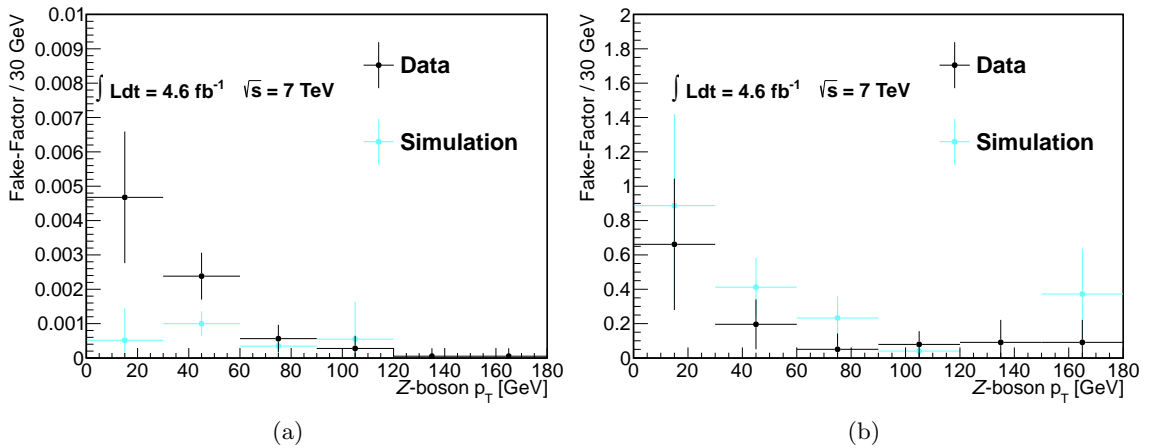 Fake-Factor / 30 GeV
0.01
0.009
0.008
0.007
0.006
0.005
0.004
0.003
0.002
0.001
0
∫ Ldt = 4.6 fb⁻¹ √s = 7 TeV
Data
Simulation
0 20 40 60 80 100 120 140 160 180
Z-boson p_T [GeV]
(a)
Fake-Factor / 30 GeV
2
1.8
1.6
1.4
1.2
1
0.8
0.6
0.4
0.2
0
∫ Ldt = 4.6 fb⁻¹ √s = 7 TeV
Data
Simulation
0 20 40 60 80 100 120 140 160 180
Z-boson p_T [GeV]
(b)